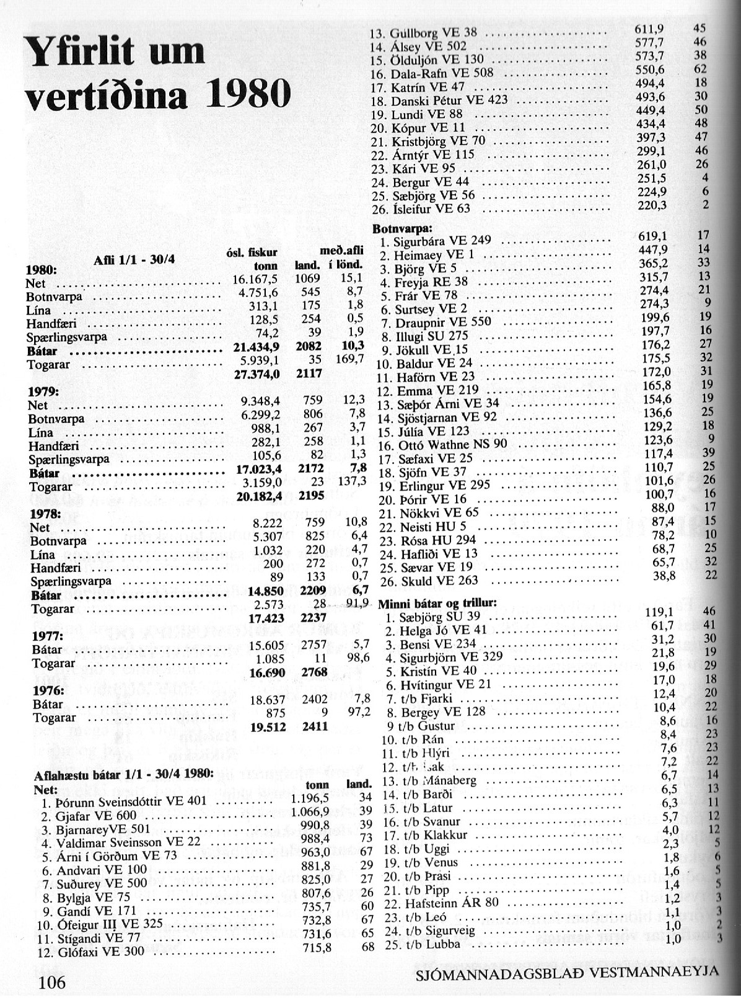 Yfirlit um
vertíðina 1980
Afli 1/1 - 30/4 ósl. fiskur með.afli
1980: tonn land. í lönd.
Net 16.167,5 1069 15,1
Botnvarpa 4.751,6 545 8,7
Lína 313,1 175 1,8
Handfæri 128,5 254 0,5
Spærlingsvarpa 74,2 39 1,9
Bátar 21.434,9 2082 10,3
Togarar 5.939,1 35 169,7
27.374,0 2117
1979:
Net 9.348,4 759 12,3
Botnvarpa 6.299,2 806 7,8
Lína 988,1 267 3,7
Handfæri 282,1 258 1,1
Spærlingsvarpa 105,6 82 1,3
Bátar 17.023,4 2172 7,8
Togarar 3.159,0 23 137,3
20.182,4 2195
1978:
Net 8.222 759 10,8
Botnvarpa 5.307 825 6,4
Lína 1.032 220 4,7
Handfæri 200 272 0,7
Spærlingsvarpa 89 133 0,7
Bátar 14.850 2209 6,7
Togarar 2.573 28 91,9
17.423 2237
1977:
Bátar 15.605 2757 5,7
Togarar 1.085 11 98,6
16.690 2768
1976:
Bátar 18.637 2402 7,8
Togarar 875 9 97,2
19.512 2411
Aflahæstu bátar 1/1 - 30/4 1980:
Net: tonn land.
1. Þórunn Sveinsdóttir VE 401 1.196,5 34
2. Gjafar VE 600 1.066,9 39
3. BjarnareyVE 501 990,8 39
4. Valdimar Sveinsson VE 22 988,4 73
5. Árni í Görðum VE 73 963,0 67
6. Andvari VE 100 881,8 29
7. Suðurey VE 500 825,0 27
8. Bylgja VE 75 807,6 26
9. Gandí VE 171 735,7 60
10. Ófeigur III VE 325 732,8 67
11. Stígandi VE 77 731,6 65
12. Glófaxi VE 300 715,8 68
13. Gullborg VE 38 611,9 45
14. Álsey VE 502 577,7 46
15. Ölduljón VE 130 573,7 38
16. Dala-Rafn VE 508 550,6 62
17. Katrín VE 47 494,4 18
18. Danski Pétur VE 423 493,6 30
19. Lundi VE 88 449,4 50
20. Kópur VE 11 434,4 48
21. Kristbjörg VE 70 397,3 47
22. Árntýr VE 115 299,1 46
23. Kári VE 95 261,0 26
24. Bergur VE 44 251,5 4
25. Sæbjörg VE 56 224,9 6
26. Ísleifur VE 63 220,3 2
Botnvarpa:
1. Sigurbára VE 249 619,1 17
2. Heimaey VE 1 447,9 14
3. Björg VE 5 365,2 33
4. Freyja RE 38 315,7 13
5. Frár VE 78 274,4 21
6. Surtsey VE 2 274,3 9
7. Draupnir VE 550 199,6 19
8. Illugi SU 275 197,7 16
9. Jökull VE 15 176,2 27
10. Baldur VE 24 175,5 32
11. Haförn VE 23 172,0 31
12. Emma VE 219 165,8 19
13. Sæþór Árni VE 34 154,6 19
14. Sjöstjarnan VE 92 136,6 25
15. Júlía VE 123 129,2 18
16. Ottó Wathne NS 90 123,6 9
17. Sæfaxi VE 25 117,4 39
18. Sjöfn VE 37 110,7 25
19. Erlingur VE 295 101,6 26
20. Þórir VE 16 100,7 16
21. Nökkvi VE 65 88,0 17
22. Neisti HU 5 87,4 15
23. Rósa HU 294 78,2 10
24. Hafliði VE 13 68,7 25
25. Sævar VE 19 65,7 32
26. Skuld VE 263 38,8 22
Minni bátar og trillur:
1. Sæbjörg SU 39 119,1 46
2. Helga Jó VE 41 61,7 41
3. Bensi VE 234 31,2 30
4. Sigurbjörn VE 329 21,8 19
5. Kristín VE 40 19,6 29
6. Hvítingur VE 21 17,0 18
7. t/b Fjarki 12,4 20
8. Bergey VE 128 10,4 22
9 t/b Gustur 8,6 16
10. t/b Rán 8,4 23
11. t/b Hlýri 7,6 23
12. 7,2 22
13. t/b Mánaberg 6,7 14
14. t/b Barði 6,5 13
15. t/b Latur 6,3 11
16. t/b Svanur 5,7 12
17. t/b Klakkur 4,0 12
18. t/b Uggi 2,3 5
19. t/b Venus 1,8 6
20. t/b Þrasi 1,6 5
21. t/b Pipp 1,4 5
22. Hafsteinn ÁR 80 1,2 3
23. t/b Leó 1,1 3
24. t/b Sigurveig 1,0 2
25. t/b Lubba 1,0 3
106
SJÓMANNADAGSBLAÐ VESTMANNAEYJA